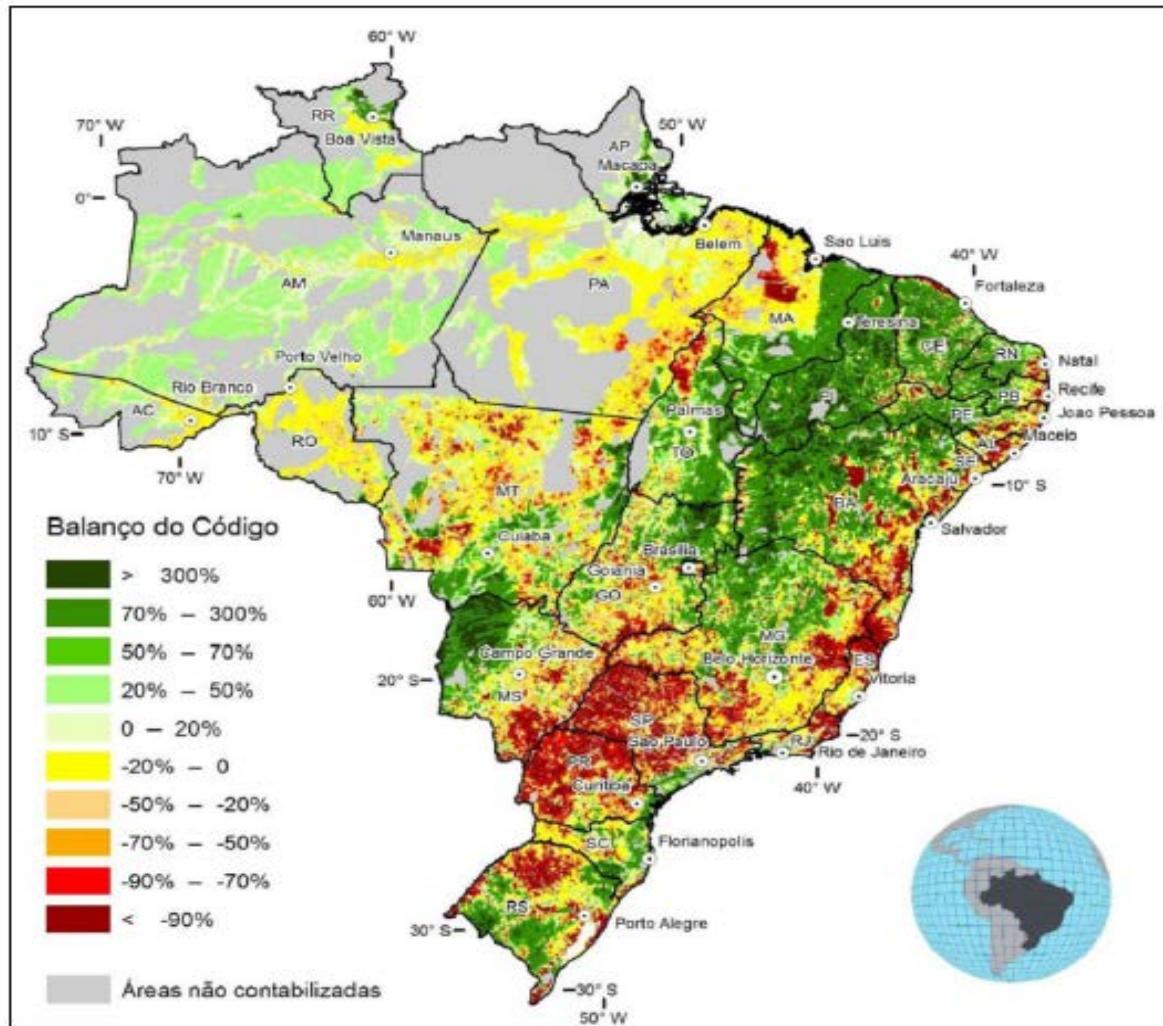 60° W
RR
70° W
Boa Vista
50° W
AP
Macapa
0°
Manaus
Belem
Sao Luis
40° W
Fortaleza
AM
PA
MA
Teresina
CE
RN
Natal
Porto Velho
Rio Branco
AC
10° S
70° W
RO
Palmas
TO
PI
PB
PE
Recife
Joao Pessoa
AL
Maceio
SE
Aracaju
10° S
MT
BA
Salvador
Cuiaba
Brasilia
Goiania
GO
60° W
MG
Belo Horizonte
ES
Vitoria
Campo Grande
20° S
MS
SP
Sao Paulo
20° S
RJ
Rio de Janeiro
40° W
PR
Curitiba
SC
Florianopolis
RS
Porto Alegre
30° S
30° S
50° W
Balanço do Código
> 300%
70% – 300%
50% – 70%
20% – 50%
0 – 20%
-20% – 0
-50% – -20%
-70% – -50%
-90% – -70%
< -90%
Áreas não contabilizadas